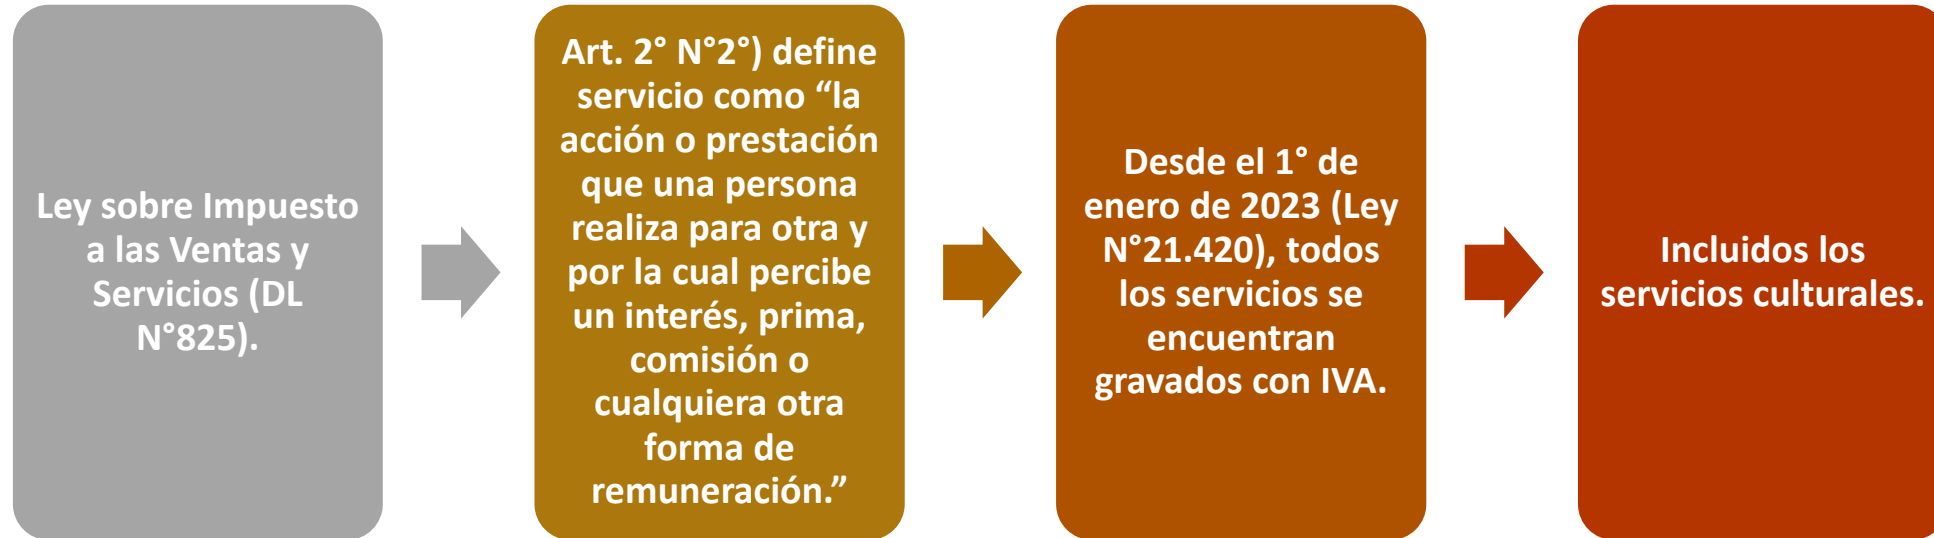 Ley sobre Impuesto
a las Ventas y
Servicios (DL
N°825).
Art. 2° N°2°) define
servicio como “la
acción o prestación
que una persona
realiza para otra y
por la cual percibe
un interés, prima,
comisión o
cualquiera otra
forma de
remuneración.”
Desde el 1° de
enero de 2023 (Ley
N°21.420), todos
los servicios se
encuentran
gravados con IVA.
Incluidos los
servicios culturales.